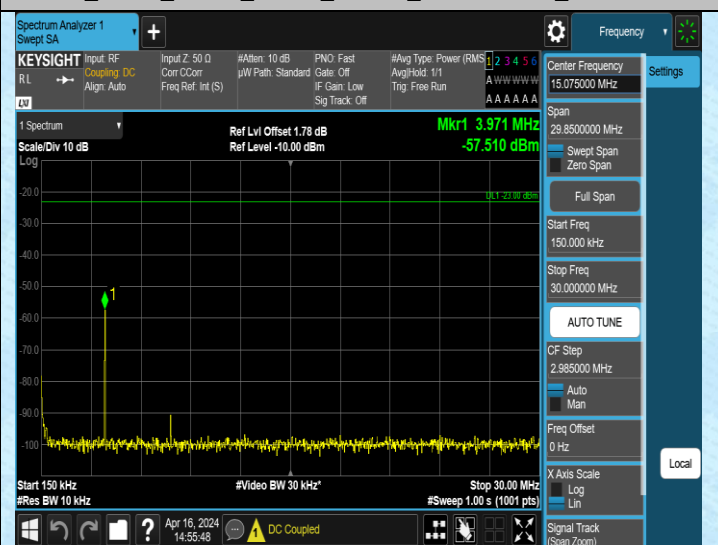 Spectrum Analyzer 1
Swept SA
+
Frequency
KEYSIGHT
RL
LXI
Input: RF
Coupling: DC
Align: Auto
Input Z: 50 Ω
Corr CCorr
Freq Ref: Int (S)
#Atten: 10 dB
µW Path: Standard
PNO: Fast
Gate: Off
IF Gain: Low
Sig Track: Off
#Avg Type: Power (RMS
Avg|Hold: 1/1
Trig: Free Run
1 2 3 4 5 6
A W W W W W
A A A A A A
1 Spectrum
Scale/Div 10 dB
Log
Ref Lvl Offset 1.78 dB
Ref Level -10.00 dBm
Mkr1 3.971 MHz
-57.510 dBm
DL1 -23.00 dBm
-20.0
-30.0
-40.0
-50.0
1
-60.0
-70.0
-80.0
-90.0
-100
Start 150 kHz
#Res BW 10 kHz
#Video BW 30 kHz*
Stop 30.00 MHz
#Sweep 1.00 s (1001 pts)
?
Apr 16, 2024
14:55:48
1
DC Coupled
Center Frequency
15.075000 MHz
Span
29.8500000 MHz
Swept Span
Zero Span
Full Span
Start Freq
150.000 kHz
Stop Freq
30.000000 MHz
AUTO TUNE
CF Step
2.985000 MHz
Auto
Man
Freq Offset
0 Hz
X Axis Scale
Log
Lin
Signal Track
(Span Zoom)
Settings
Local